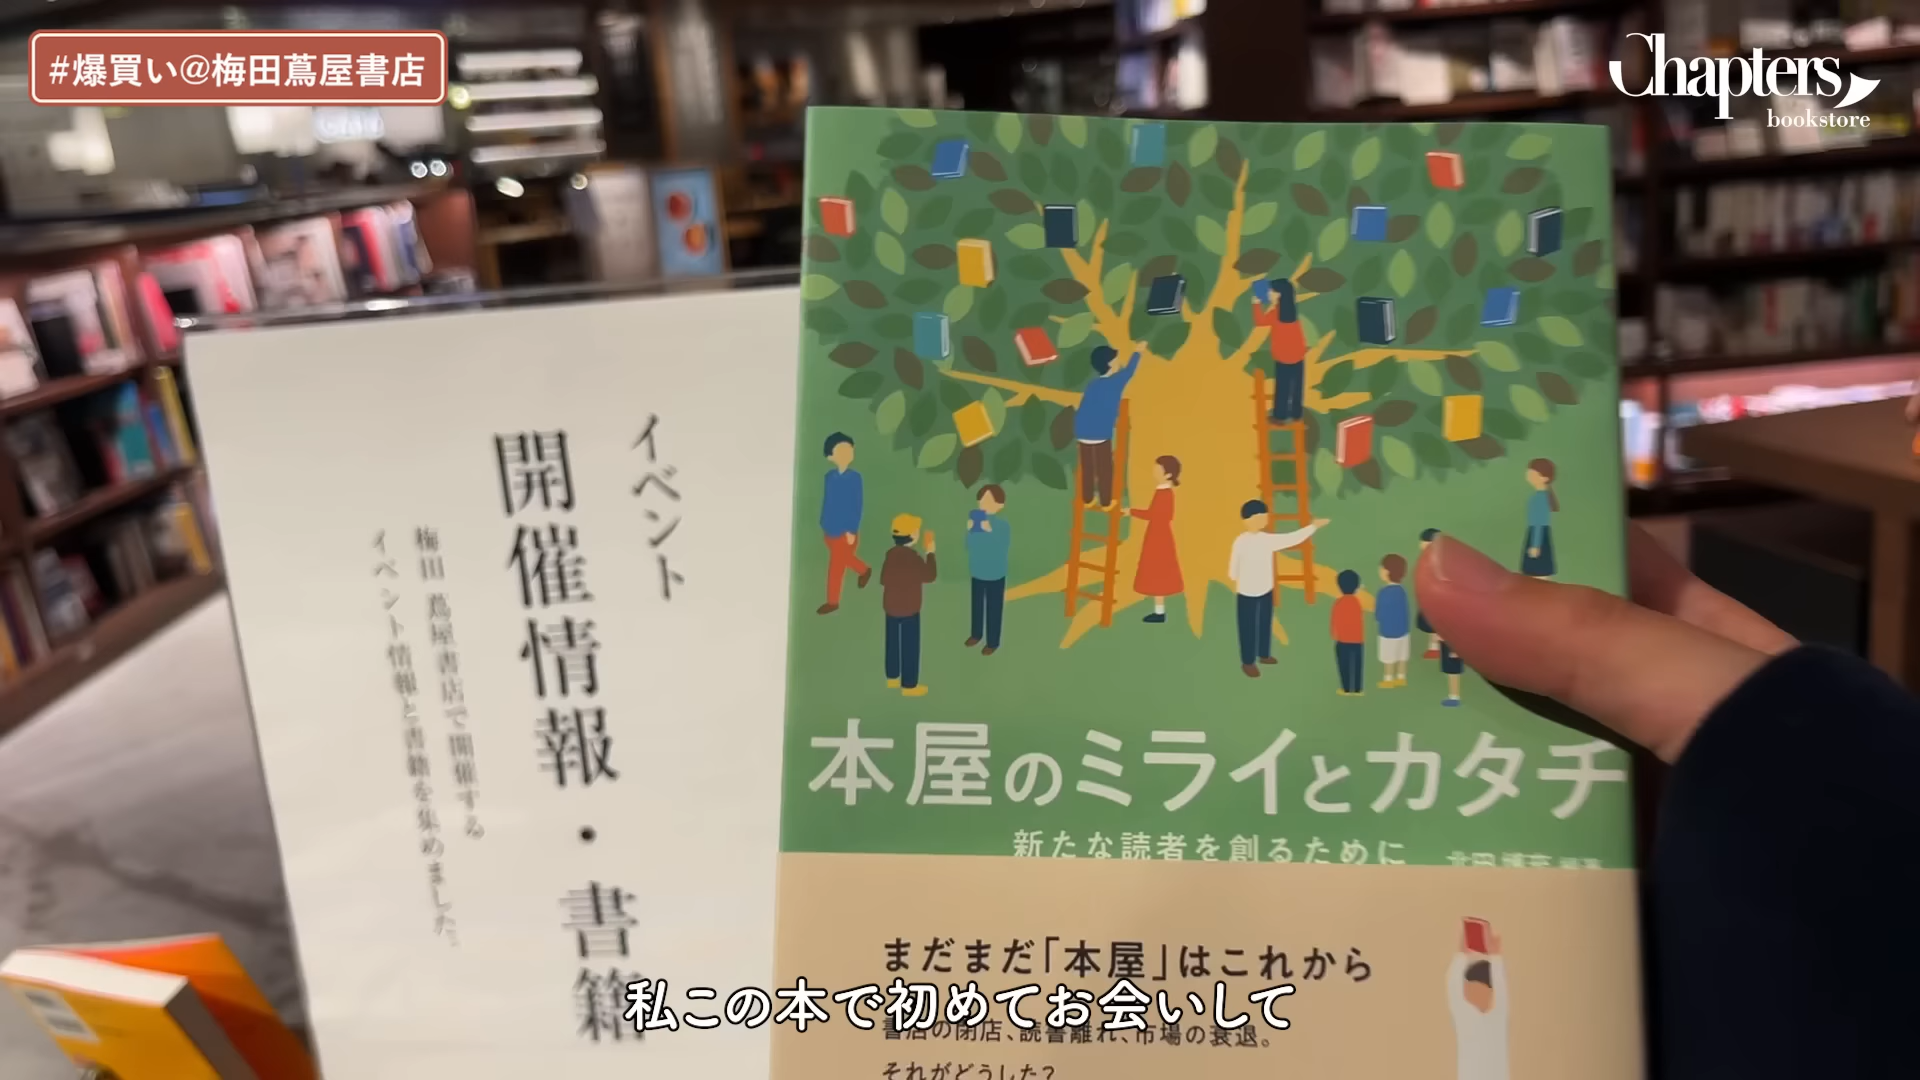 #爆買い@梅田蔦屋書店
Chapters
bookstore
イベント
開催情報・書籍
梅田 蔦屋書店で開催する
イベント情報と書籍を集めました。
本屋のミライとカタチ
新たな読者を創るために
まだまだ「本屋」はこれから
書店の閉店、読書離れ、市場の衰退。
それがどうした?
私この本で初めてお会いして